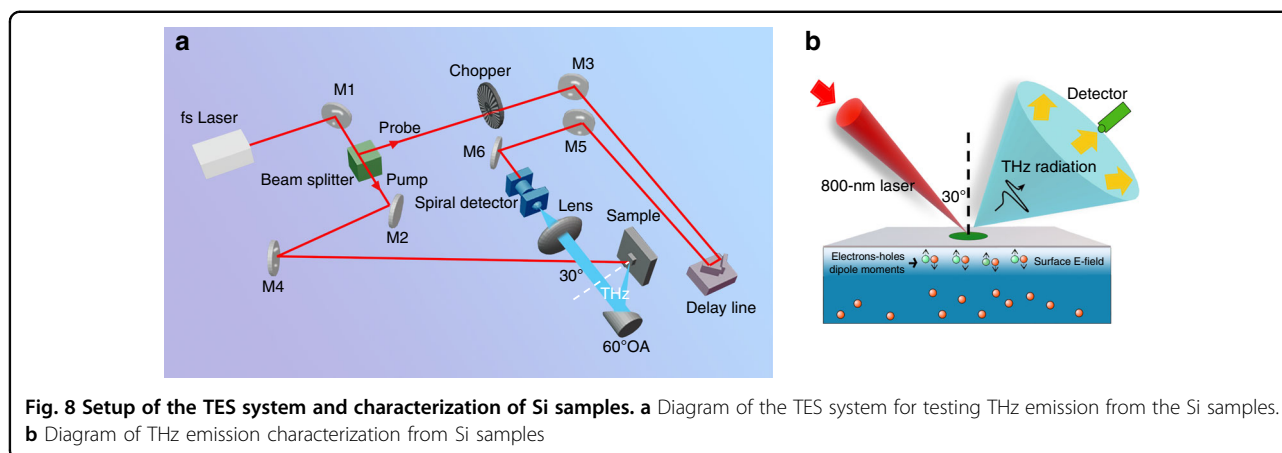 a
fs Laser
M1
Beam splitter
Probe
Pump
M2
M4
Chopper
M3
M5
M6
Spiral detector
Lens
Sample
30°
THz
60°OA
Delay line
b
Detector
THz radiation
800-nm laser
30°
Electrons-holes
dipole moments
Surface E-field
Fig. 8 Setup of the TES system and characterization of Si samples. a Diagram of the TES system for testing THz emission from the Si samples.
b Diagram of THz emission characterization from Si samples